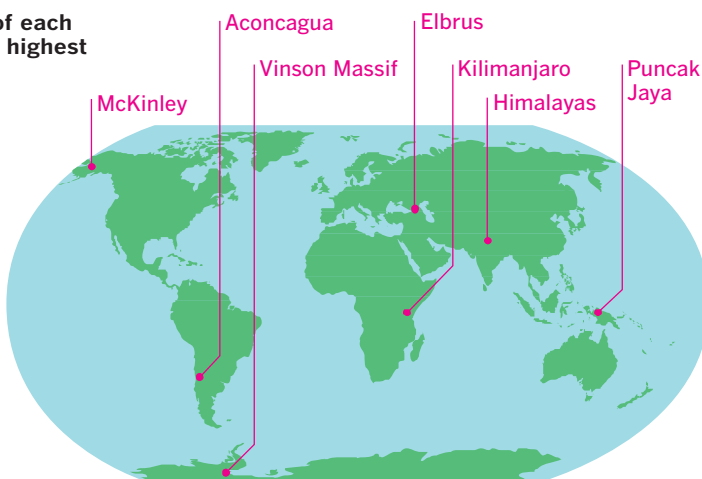 of each
highest
Aconcagua
Elbrus
Vinson Massif
Kilimanjaro
Puncak
Jaya
McKinley
Himalayas